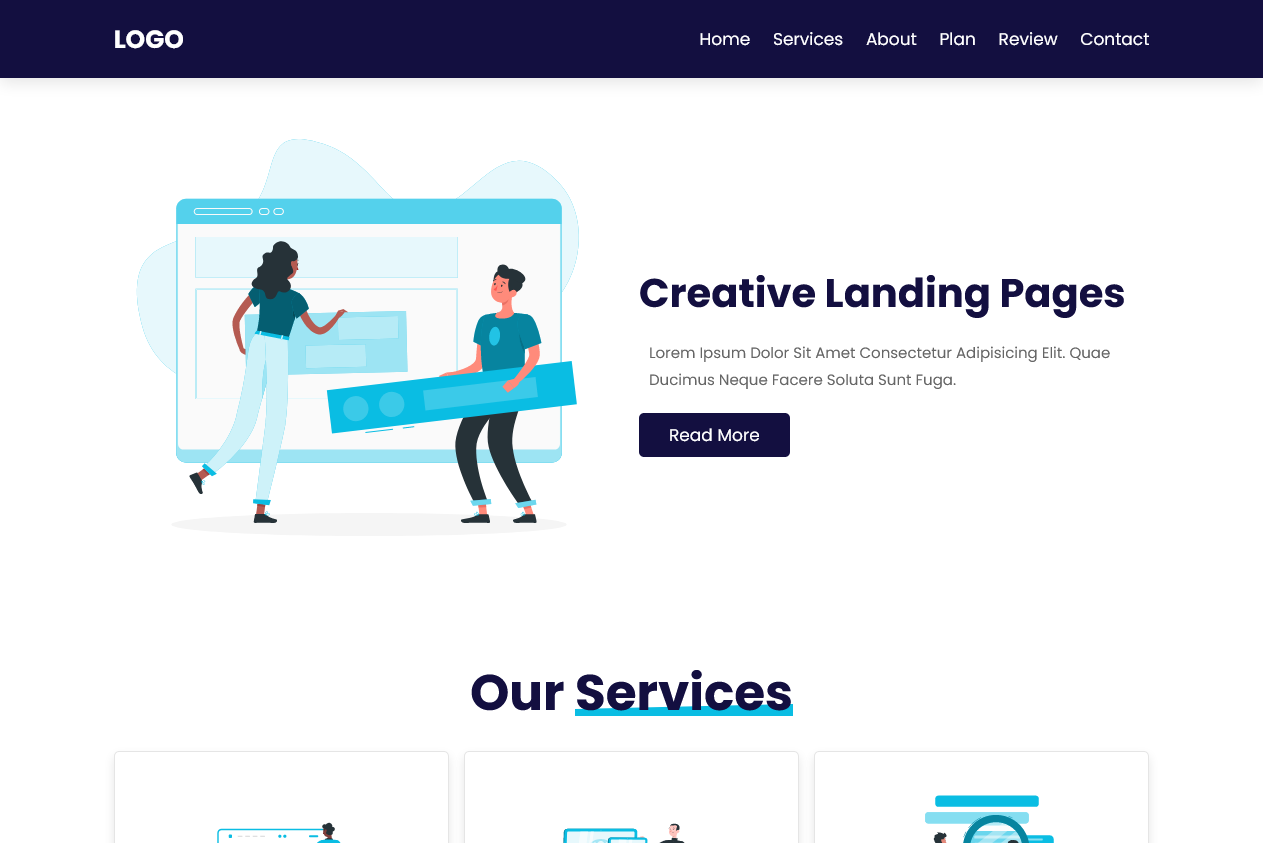 LOGO
Home Services About Plan Review Contact
Creative Landing Pages
Lorem Ipsum Dolor Sit Amet Consectetur Adipisicing Elit. Quae
Ducimus Neque Facere Soluta Sunt Fuga.
Read More
Our Services